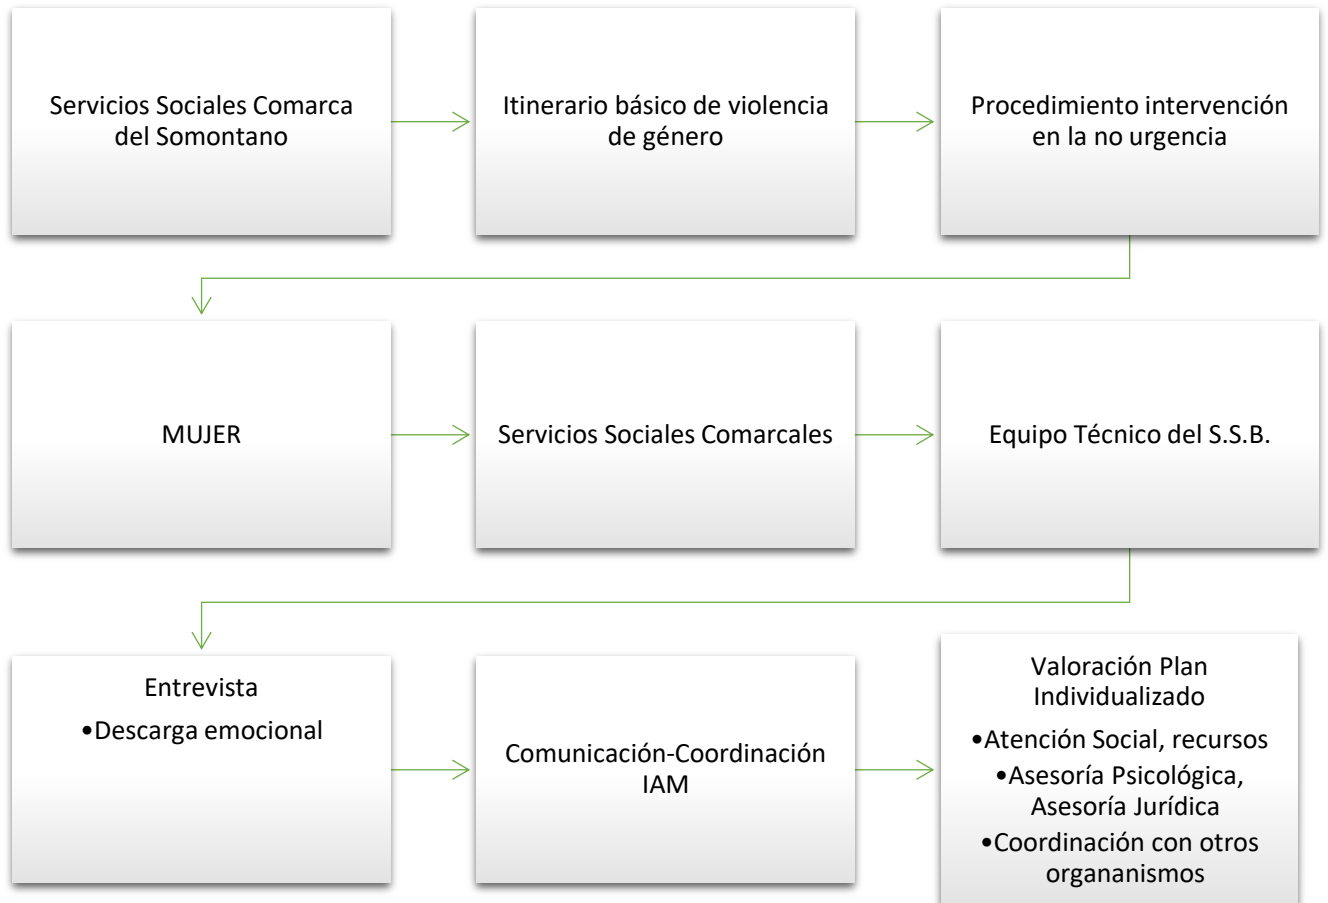 Servicios Sociales Comarca
del Somontano
Itinerario básico de violencia
de género
Procedimiento intervención
en la no urgencia
MUJER
Servicios Sociales Comarcales
Equipo Técnico del S.S.B.
Entrevista
•Descarga emocional
Comunicación-Coordinación
IAM
Valoración Plan
Individualizado
•Atención Social, recursos
•Asesoría Psicológica,
Asesoría Jurídica
•Coordinación con otros
organanismos